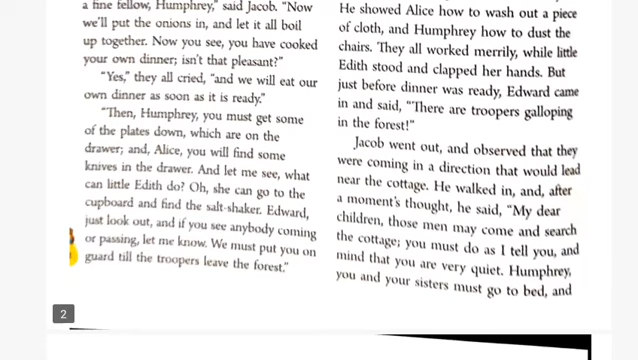 a fine fellow, Humphrey," said Jacob. "Now
we'll put the onions in, and let it all boil
up together. Now you see, you have cooked
your own dinner; isn't that pleasant?"
"Yes," they all cried, "and we will eat our
own dinner as soon as it is ready."
"Then, Humphrey, you must get some
of the plates down, which are on the
drawer; and, Alice, you will find some
knives in the drawer. And let me see, what
can little Edith do? Oh, she can go to the
cupboard and find the salt-shaker. Edward,
just look out, and if you see anybody coming
or passing, let me know. We must put you on
guard till the troopers leave the forest."
He showed Alice how to wash out a piece
of cloth, and Humphrey how to dust the
chairs. They all worked merrily, while little
Edith stood and clapped her hands. But
just before dinner was ready, Edward came
in and said, "There are troopers galloping
in the forest!"
Jacob went out, and observed that they
were coming in a direction that would lead
near the cottage. He walked in, and, after
a moment's thought, he said, "My dear
children, those men may come and search
the cottage; you must do as I tell you, and
mind that you are very quiet. Humphrey,
you and your sisters must go to bed, and
2